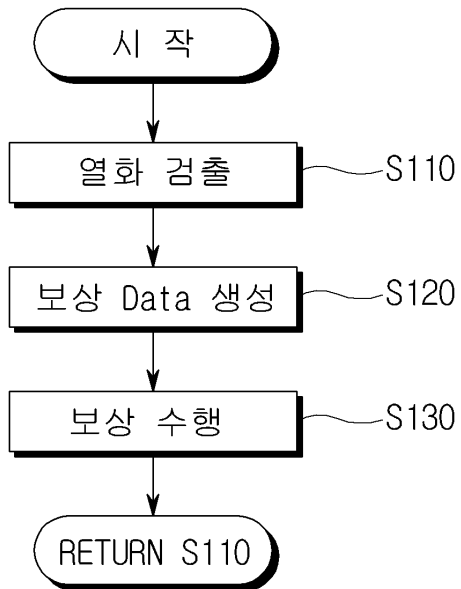 시 작
열화 검출
S110
보상 Data 생성
S120
보상 수행
S130
RETURN S110